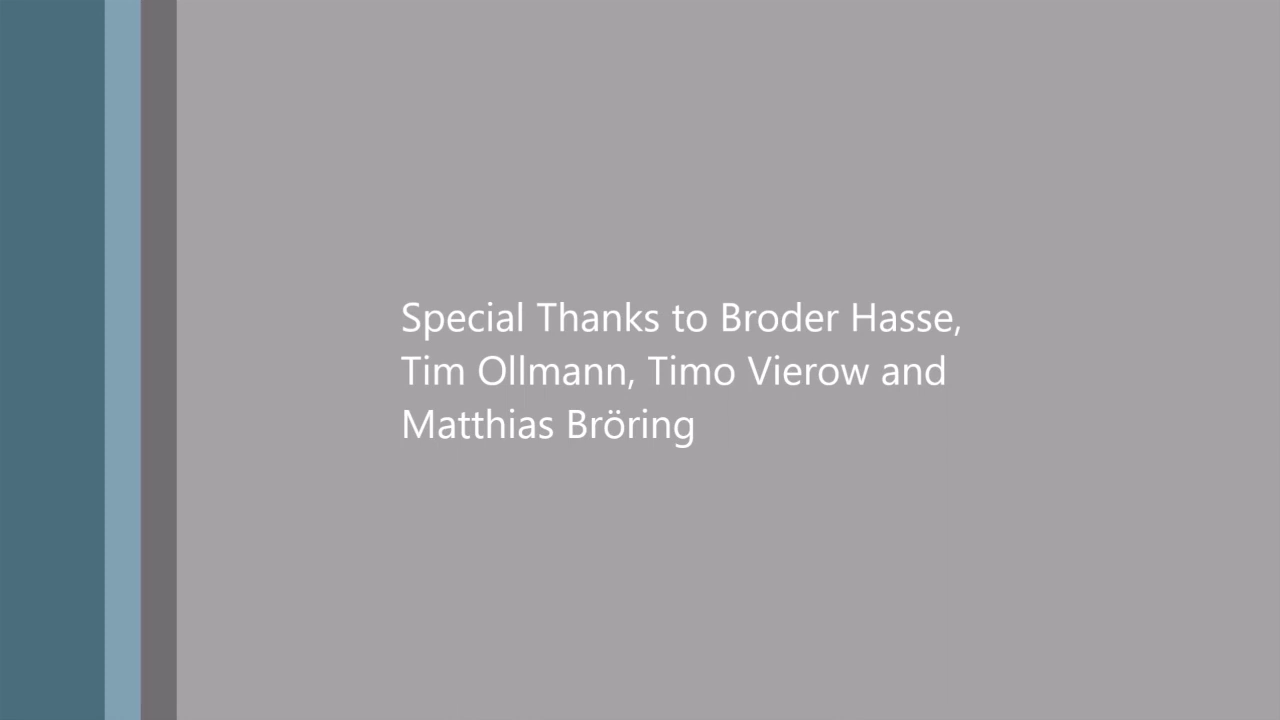 Special Thanks to Broder Hasse,
Tim Ollmann, Timo Vierow and
Matthias Bröring